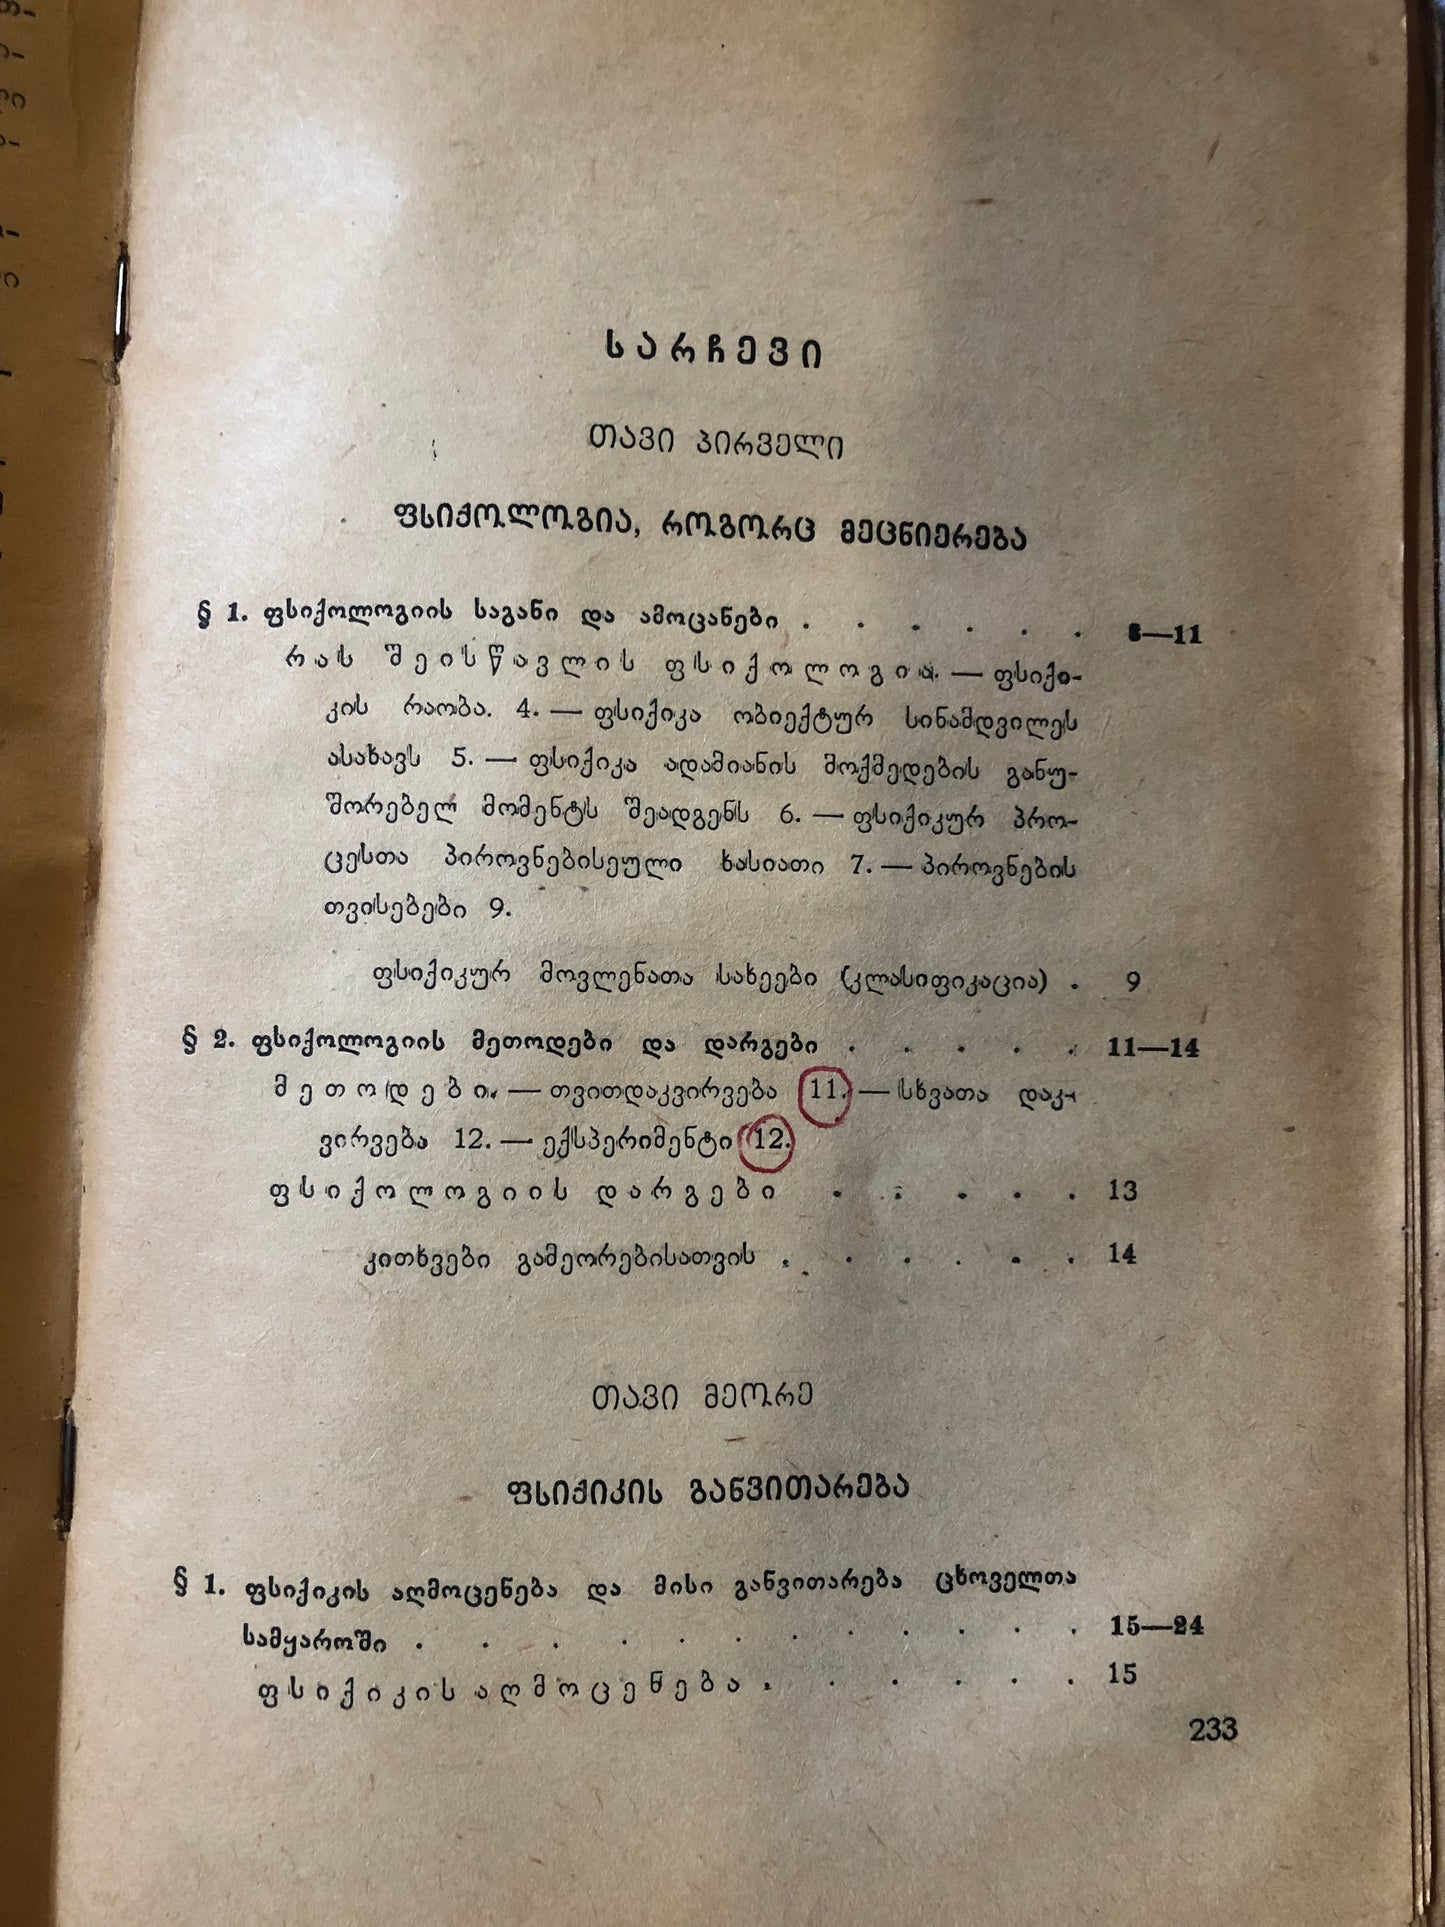 სარჩევი
თავი პირველი
ფსიქოლოგია, როგორც მეცნიერება
§ 1. ფსიქოლოგიის საგანი და ამოცანები . . . . . . —11
რას შეისწავლის ფსიქოლოგია. — ფსიქი-
კის რაობა. 4. — ფსიქიკა ობიექტურ სინამდვილეს
ასახავს 5. — ფსიქიკა ადამიანის მოქმედების განუ-
შორებელ მომენტს შეადგენს 6. — ფსიქიკურ პრო-
ცესთა პიროვნებისეული ხასიათი 7. — პიროვნების
თვისებები 9.
ფსიქიკურ მოვლენათა სახეები (კლასიფიკაცია) . 9
§ 2. ფსიქოლოგიის მეთოდები და დარგები . . . . . 11—14
მეთოდები. — თვითდაკვირვება 11. — სხვათა დაკ-
ვირვება 12. — ექსპერიმენტი 12.
ფსიქოლოგიის დარგები . . . . . 13
კითხვები გამეორებისათვის . . . . . . 14
თავი მეორე
ფსიქიკის განვითარება
§ 1. ფსიქიკის აღმოცენება და მისი განვითარება ცხოველთა
სამყაროში . . . . . . . . . . . 15—24
ფსიქიკის აღმოცენება . . . . . . 15
233